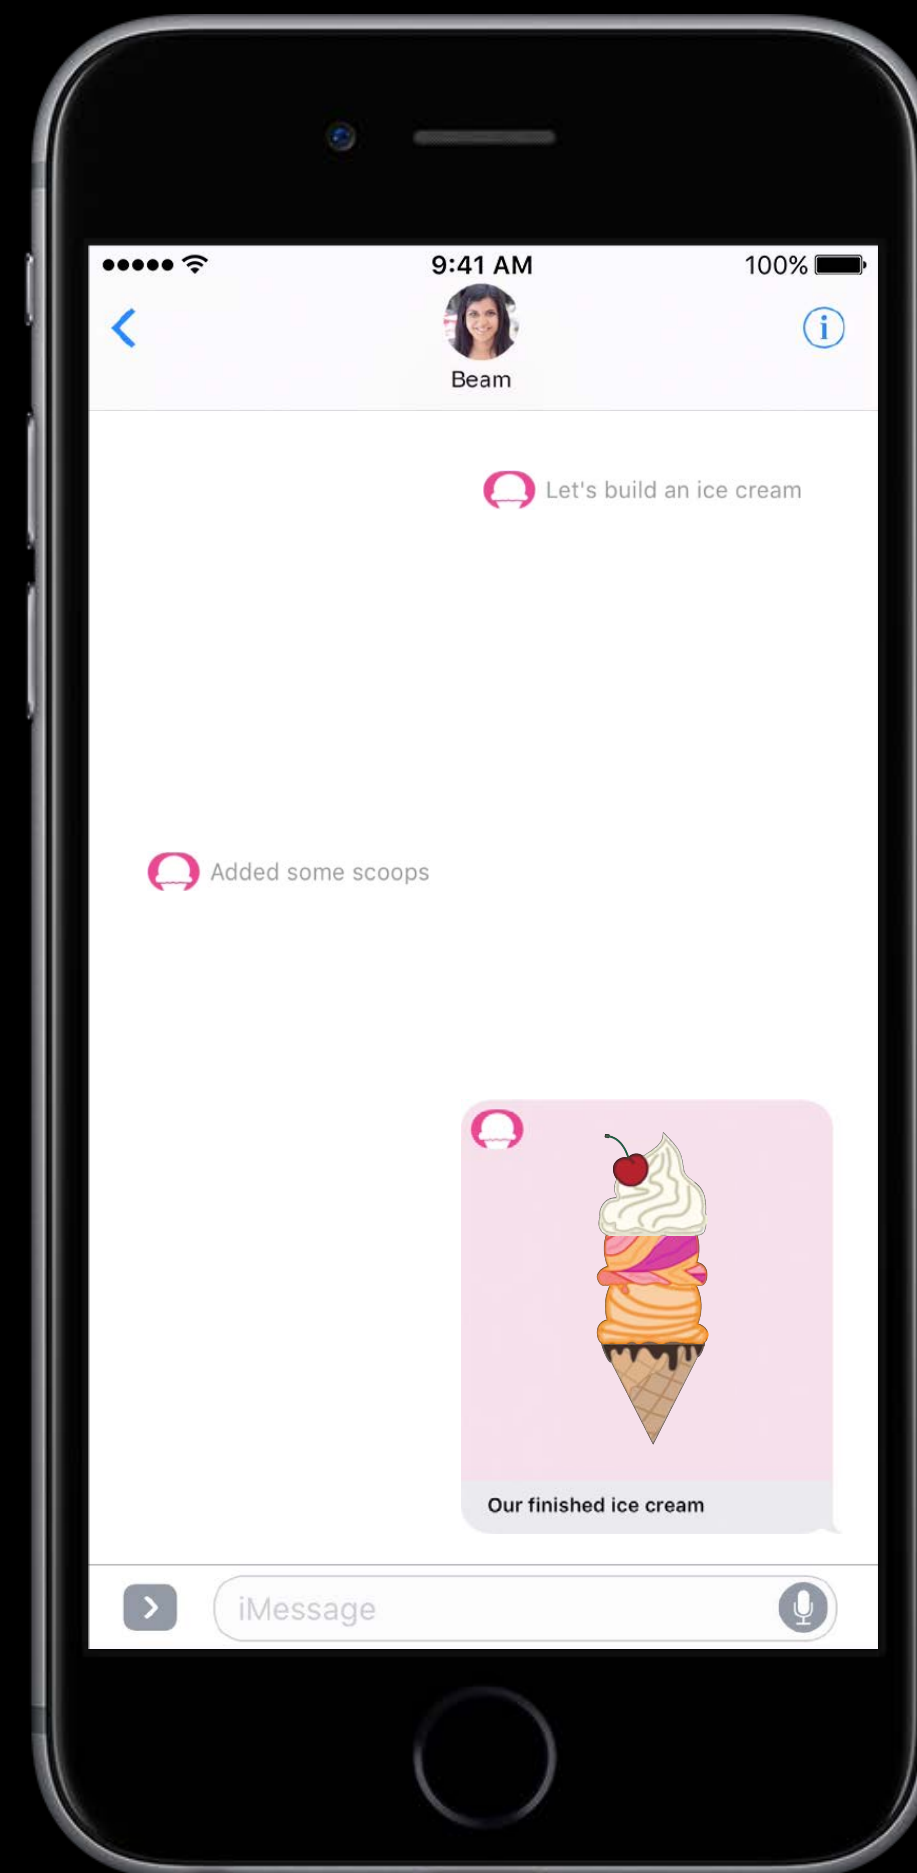 9:41 AM
100%
Beam
Let's build an ice cream
Added some scoops
Our finished ice cream
iMessage